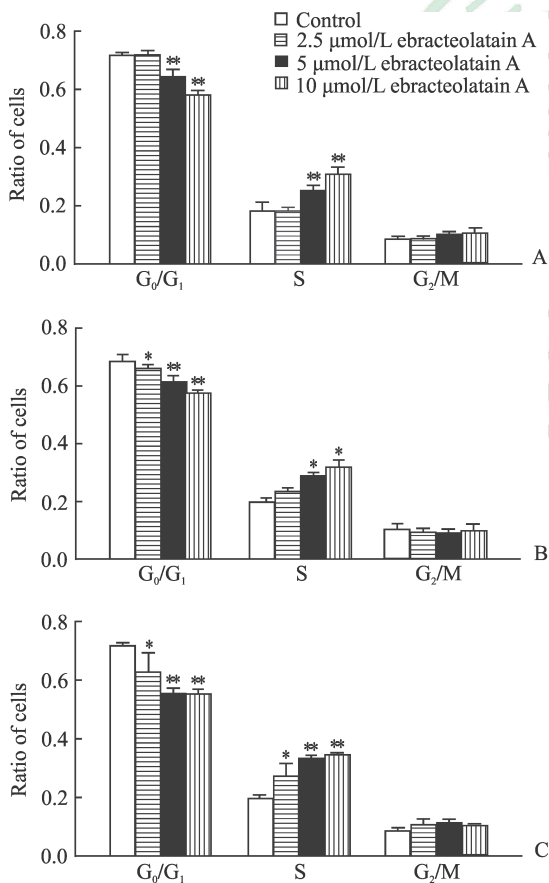 Control
2.5 μmol/L ebracteolatain A
5 μmol/L ebracteolatain A
10 μmol/L ebracteolatain A
Ratio of cells
0.8
0.6
0.4
0.2
0.0
** ** ** **
G₀/G₁ S G₂/M
A
Ratio of cells
0.8
0.6
0.4
0.2
0.0
* ** ** * *
G₀/G₁ S G₂/M
B
Ratio of cells
0.8
0.6
0.4
0.2
0.0
* ** ** * ** **
G₀/G₁ S G₂/M
C